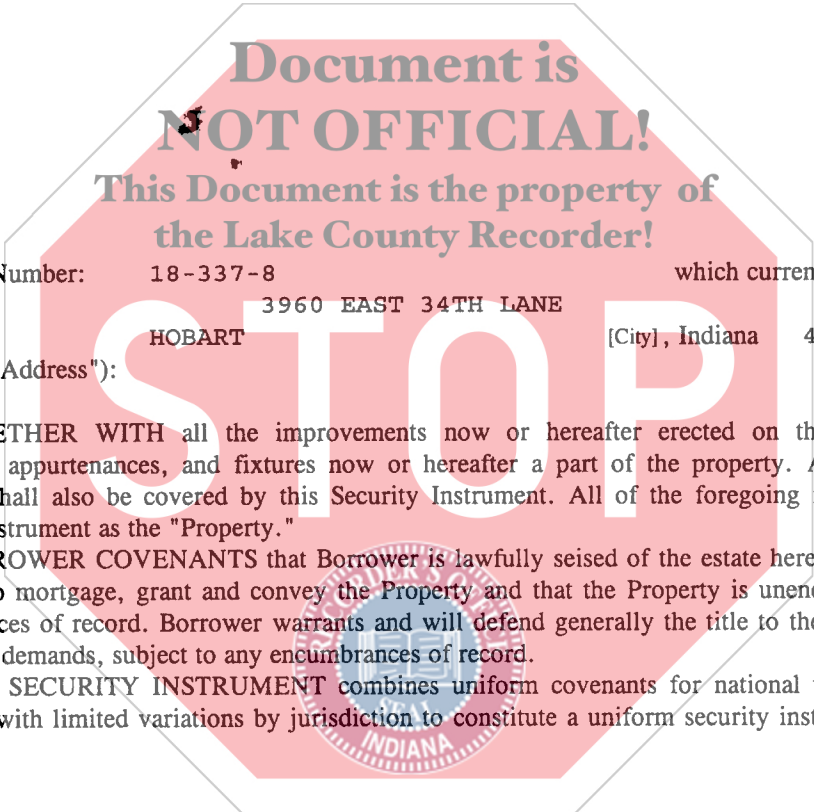 Document is
NOT OFFICIAL!
This Document is the property of
the Lake County Recorder!
Number: 18-337-8 which curren
3960 EAST 34TH LANE
HOBART [City], Indiana 4
Address"):
STOP
ETHER WITH all the improvements now or hereafter erected on th
appurtenances, and fixtures now or hereafter a part of the property. A
hall also be covered by this Security Instrument. All of the foregoing
strument as the "Property."
ROWER COVENANTS that Borrower is lawfully seised of the estate here
o mortgage, grant and convey the Property and that the Property is unen
ces of record. Borrower warrants and will defend generally the title to the
demands, subject to any encumbrances of record.
SECURITY INSTRUMENT combines uniform covenants for national
with limited variations by jurisdiction to constitute a uniform security inst
RECORDER'S OFFICE
SEAL
INDIANA